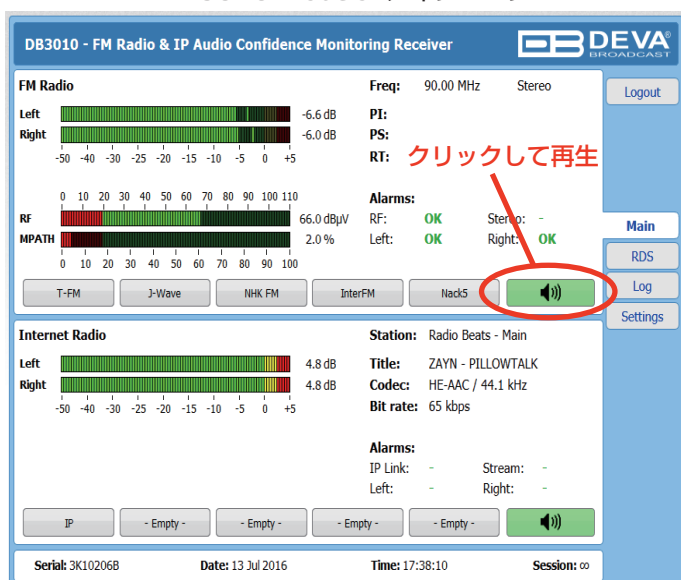 DB3010 - FM Radio & IP Audio Confidence Monitoring Receiver
DB DEVA®
BROADCAST
FM Radio
Freq: 90.00 MHz Stereo
Left -6.6 dB
Right -6.0 dB
-50 -40 -30 -25 -20 -15 -10 -5 0 +5
PI:
PS:
RT:
クリックして再生
0 10 20 30 40 50 60 70 80 90 100 110
RF 66.0 dBµV
MPATH 2.0 %
0 10 20 30 40 50 60 70 80 90 100
Alarms:
RF: OK Stereo: -
Left: OK Right: OK
T-FM J-Wave NHK FM InterFM Nack5
Internet Radio
Station: Radio Beats - Main
Left 4.8 dB
Right 4.8 dB
-50 -40 -30 -25 -20 -15 -10 -5 0 +5
Title: ZAYN - PILLOWTALK
Codec: HE-AAC / 44.1 kHz
Bit rate: 65 kbps
Alarms:
IP Link: - Stream: -
Left: - Right: -
IP - Empty - - Empty - - Empty - - Empty -
Serial: 3K10206B Date: 13 Jul 2016 Time: 17:38:10 Session: ∞
Logout
Main
RDS
Log
Settings